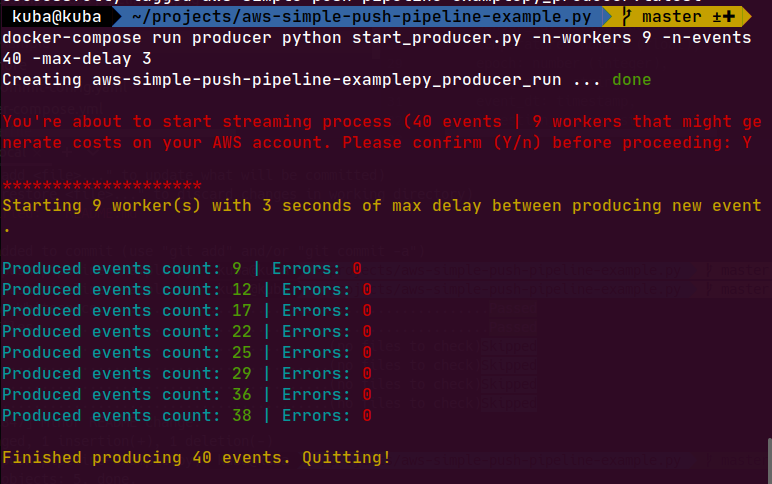 kuba@kuba ~/projects/aws-simple-push-pipeline-example.py master ±✚
docker-compose run producer python start_producer.py -n-workers 9 -n-events
40 -max-delay 3
Creating aws-simple-push-pipeline-examplepy_producer_run ... done
You're about to start streaming process (40 events | 9 workers that might ge
nerate costs on your AWS account. Please confirm (Y/n) before proceeding: Y
********************
Starting 9 worker(s) with 3 seconds of max delay between producing new event
.
Produced events count: 9 | Errors: 0
Produced events count: 12 | Errors: 0
Produced events count: 17 | Errors: 0
Produced events count: 22 | Errors: 0
Produced events count: 25 | Errors: 0
Produced events count: 29 | Errors: 0
Produced events count: 36 | Errors: 0
Produced events count: 38 | Errors: 0
Finished producing 40 events. Quitting!